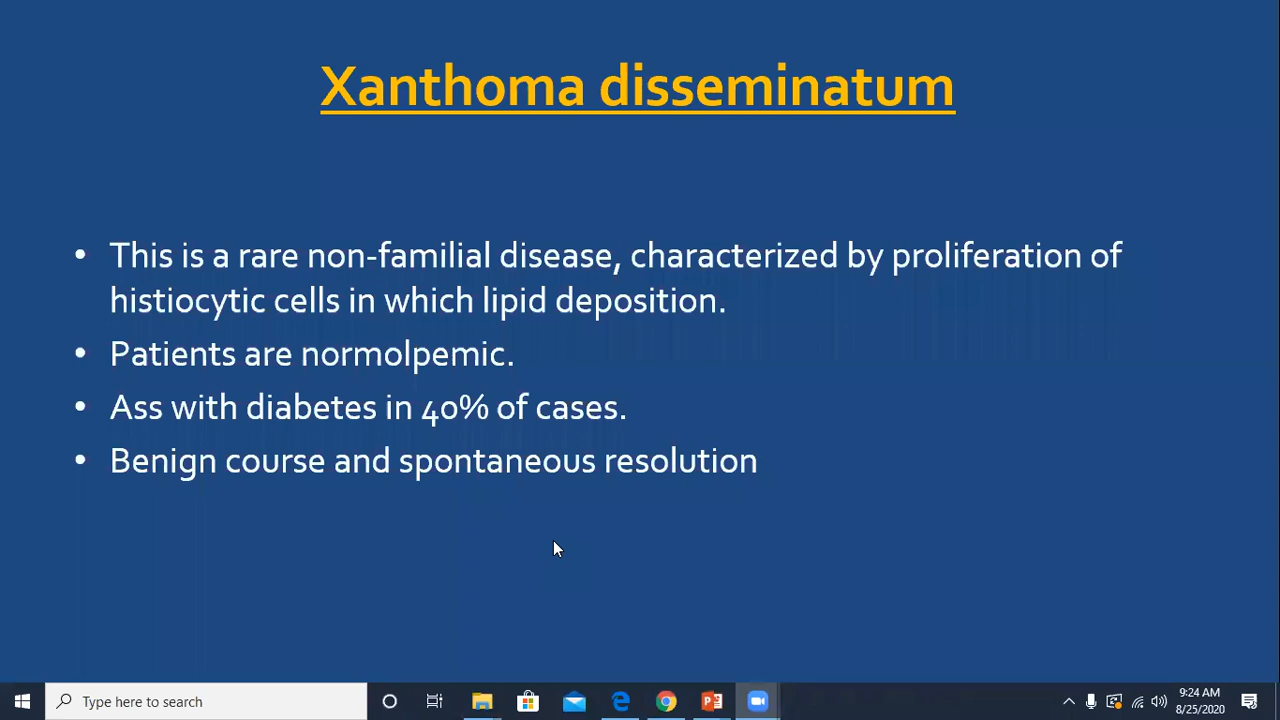 Xanthoma disseminatum
• This is a rare non-familial disease, characterized by proliferation of
histiocytic cells in which lipid deposition.
• Patients are normolpemic.
• Ass with diabetes in 40% of cases.
• Benign course and spontaneous resolution
Type here to search
9:24 AM
8/25/2020